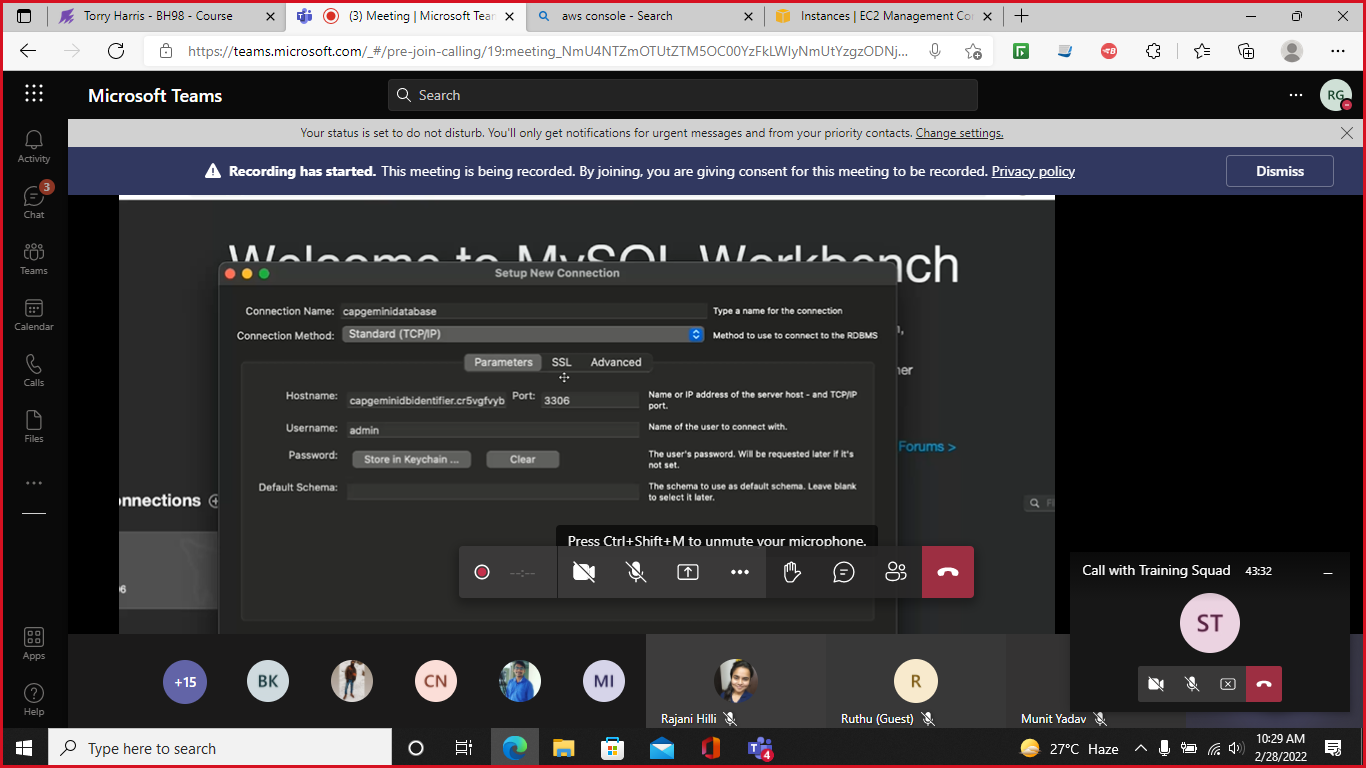 Torry Harris - BH98 - Course
(3) Meeting | Microsoft Tear
aws console - Search
Instances | EC2 Management Co
https://teams.microsoft.com/_#/pre-join-calling/19:meeting_NmU4NTZmOTUtZTM5OC00YzFkLWIyNmUtYzgzODNj...
Microsoft Teams
Search
RG
Your status is set to do not disturb. You'll only get notifications for urgent messages and from your priority contacts. Change settings.
Recording has started. This meeting is being recorded. By joining, you are giving consent for this meeting to be recorded. Privacy policy
Dismiss
Activity
3
Chat
Teams
Calendar
Calls
Files
Apps
Help
Welcome to MySQL Workbench
Setup New Connection
Connection Name: capgeminidatabase Type a name for the connection
Connection Method: Standard (TCP/IP) Method to use to connect to the RDBMS
Parameters SSL Advanced
Hostname: capgeminidbidentifier.cr5vgfvyb Port: 3306 Name or IP address of the server host - and TCP/IP
port.
Username: admin Name of the user to connect with.
Password: Store in Keychain ... Clear The user's password. Will be requested later if it's
not set.
Default Schema: The schema to use as default schema. Leave blank
to select it later.
Forums >
onnections
Press Ctrl+Shift+M to unmute your microphone.
--:--
Call with Training Squad 43:32
ST
+15
BK
CN
MI
R
Rajani Hilli
Ruthu (Guest)
Munit Yadav
Type here to search
4
27°C Haze
10:29 AM
2/28/2022